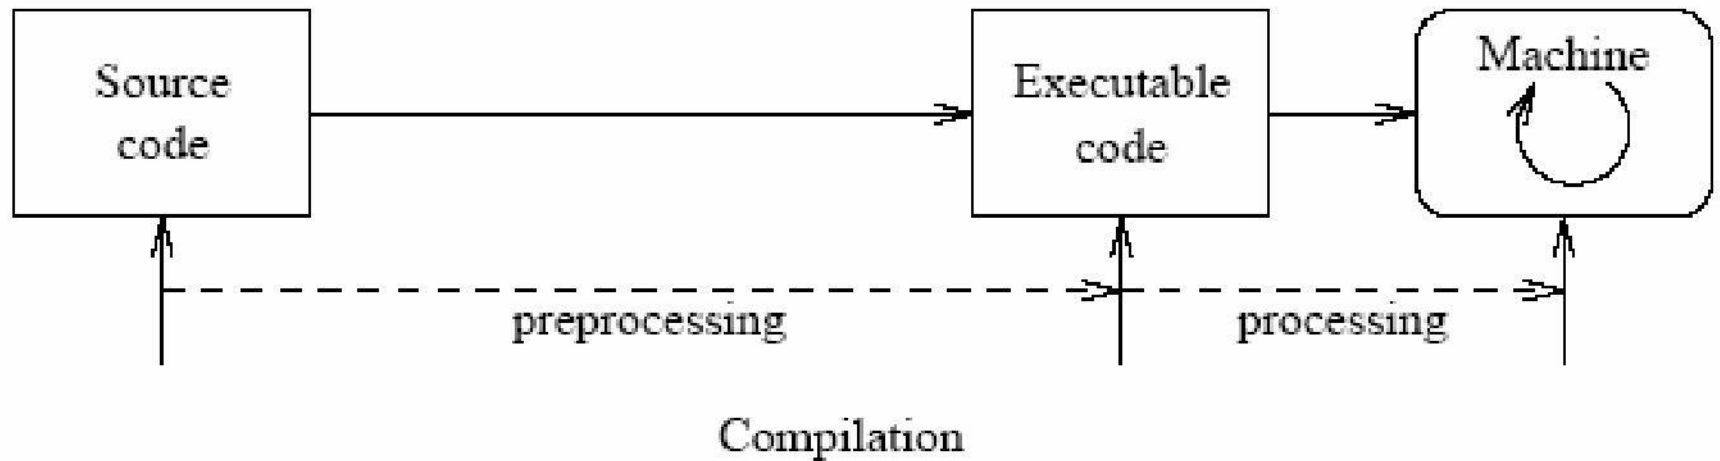 Source
code
Executable
code
Machine
preprocessing
processing
Compilation